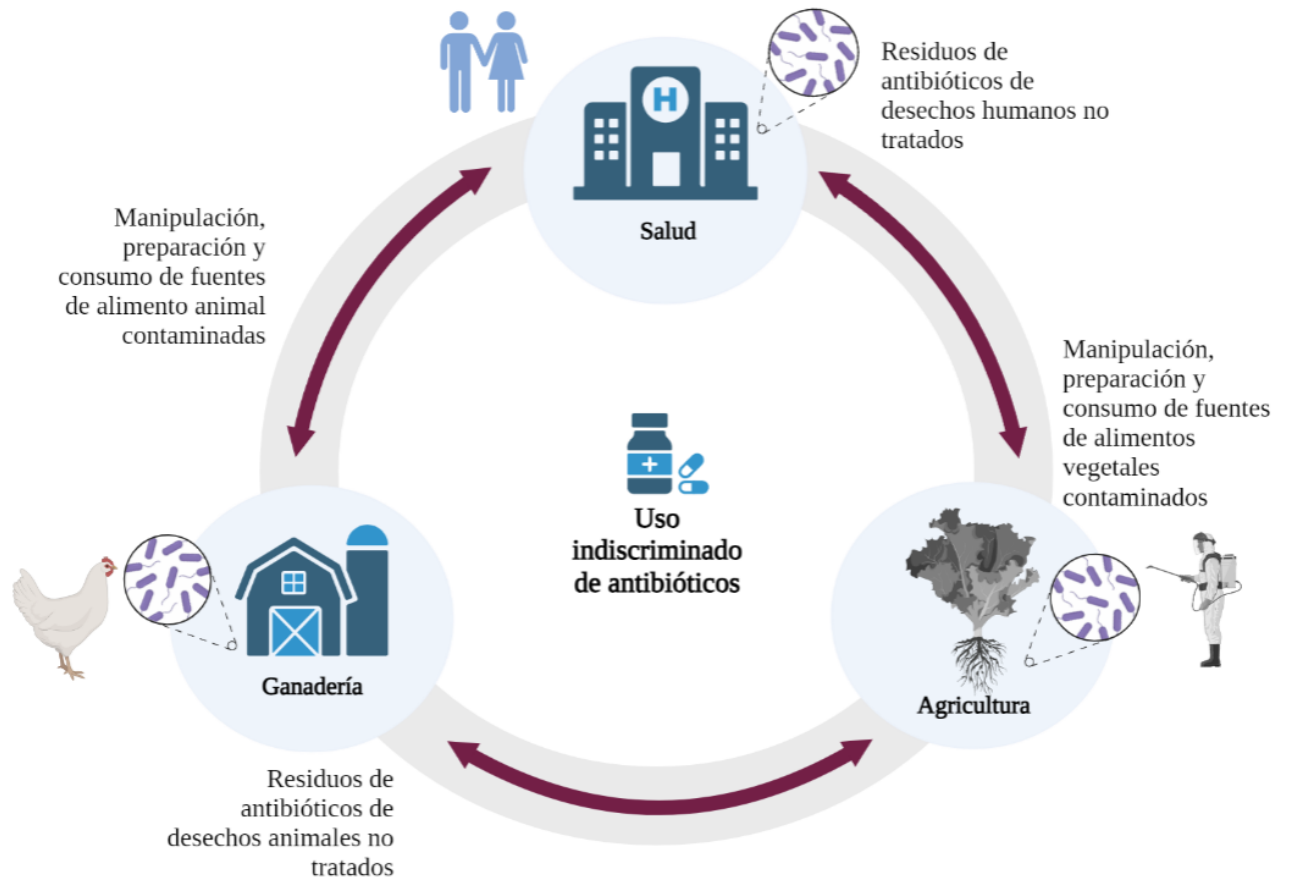 Residuos de
antibióticos de
desechos humanos no
tratados
H
Salud
Manipulación,
preparación y
consumo de fuentes
de alimento animal
contaminadas
Manipulación,
preparación y
consumo de fuentes
de alimentos
vegetales
contaminados
Uso
indiscriminado
de antibióticos
Ganadería
Agricultura
Residuos de
antibióticos de
desechos animales no
tratados